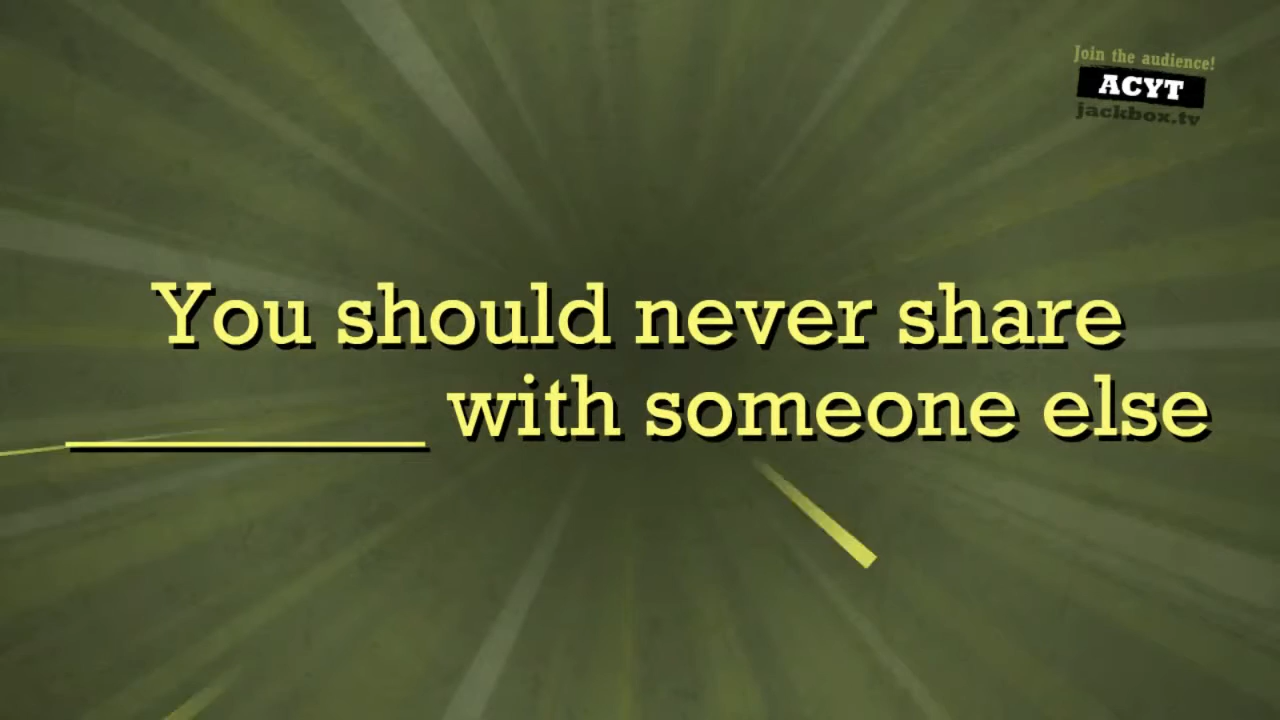 Join the audience!
ACYT
jackbox.tv
You should never share
________ with someone else